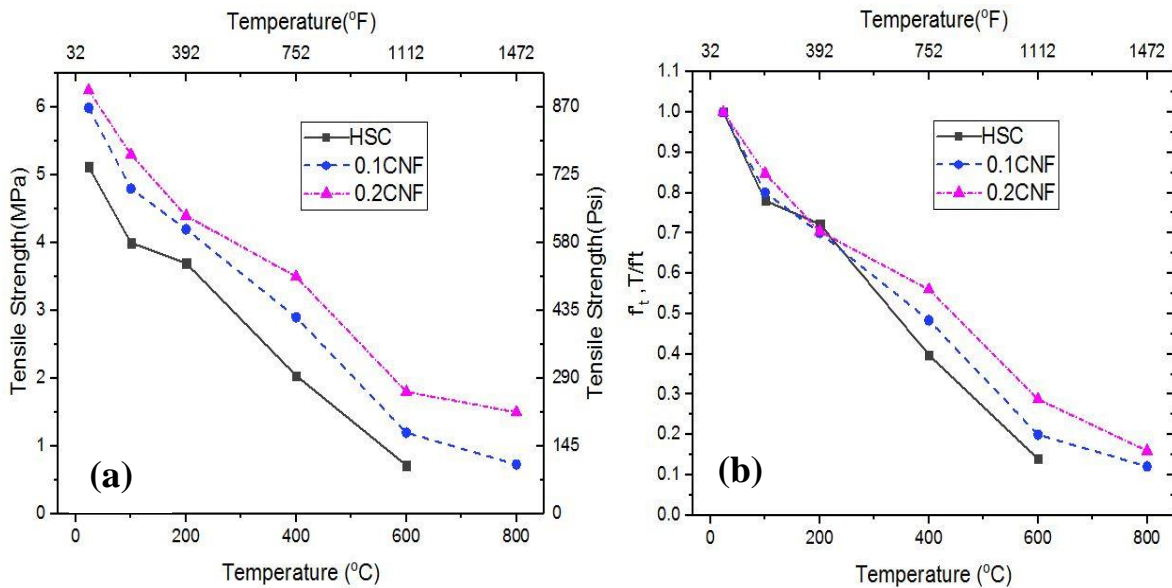 Temperature(°F)
32 392 752 1112 1472
Tensile Strength(MPa)
6
5
4
3
2
1
0
HSC
0.1CNF
0.2CNF
870
725
580
435
290
145
0
Tensile Strength(Psi)
(a)
0 200 400 600 800
Temperature (°C)
Temperature(°F)
32 392 752 1112 1472
f't ,T/ft
1.1
1.0
0.9
0.8
0.7
0.6
0.5
0.4
0.3
0.2
0.1
0.0
HSC
0.1CNF
0.2CNF
(b)
0 200 400 600 800
Temperature (°C)